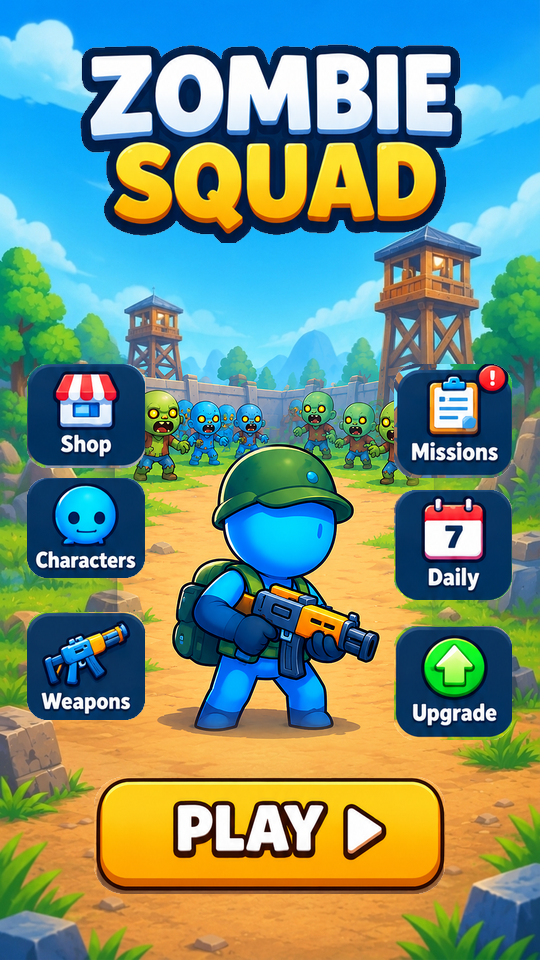 ZOMBIE
SQUAD
Shop
!
Missions
Characters
7
Daily
Weapons
Upgrade
PLAY